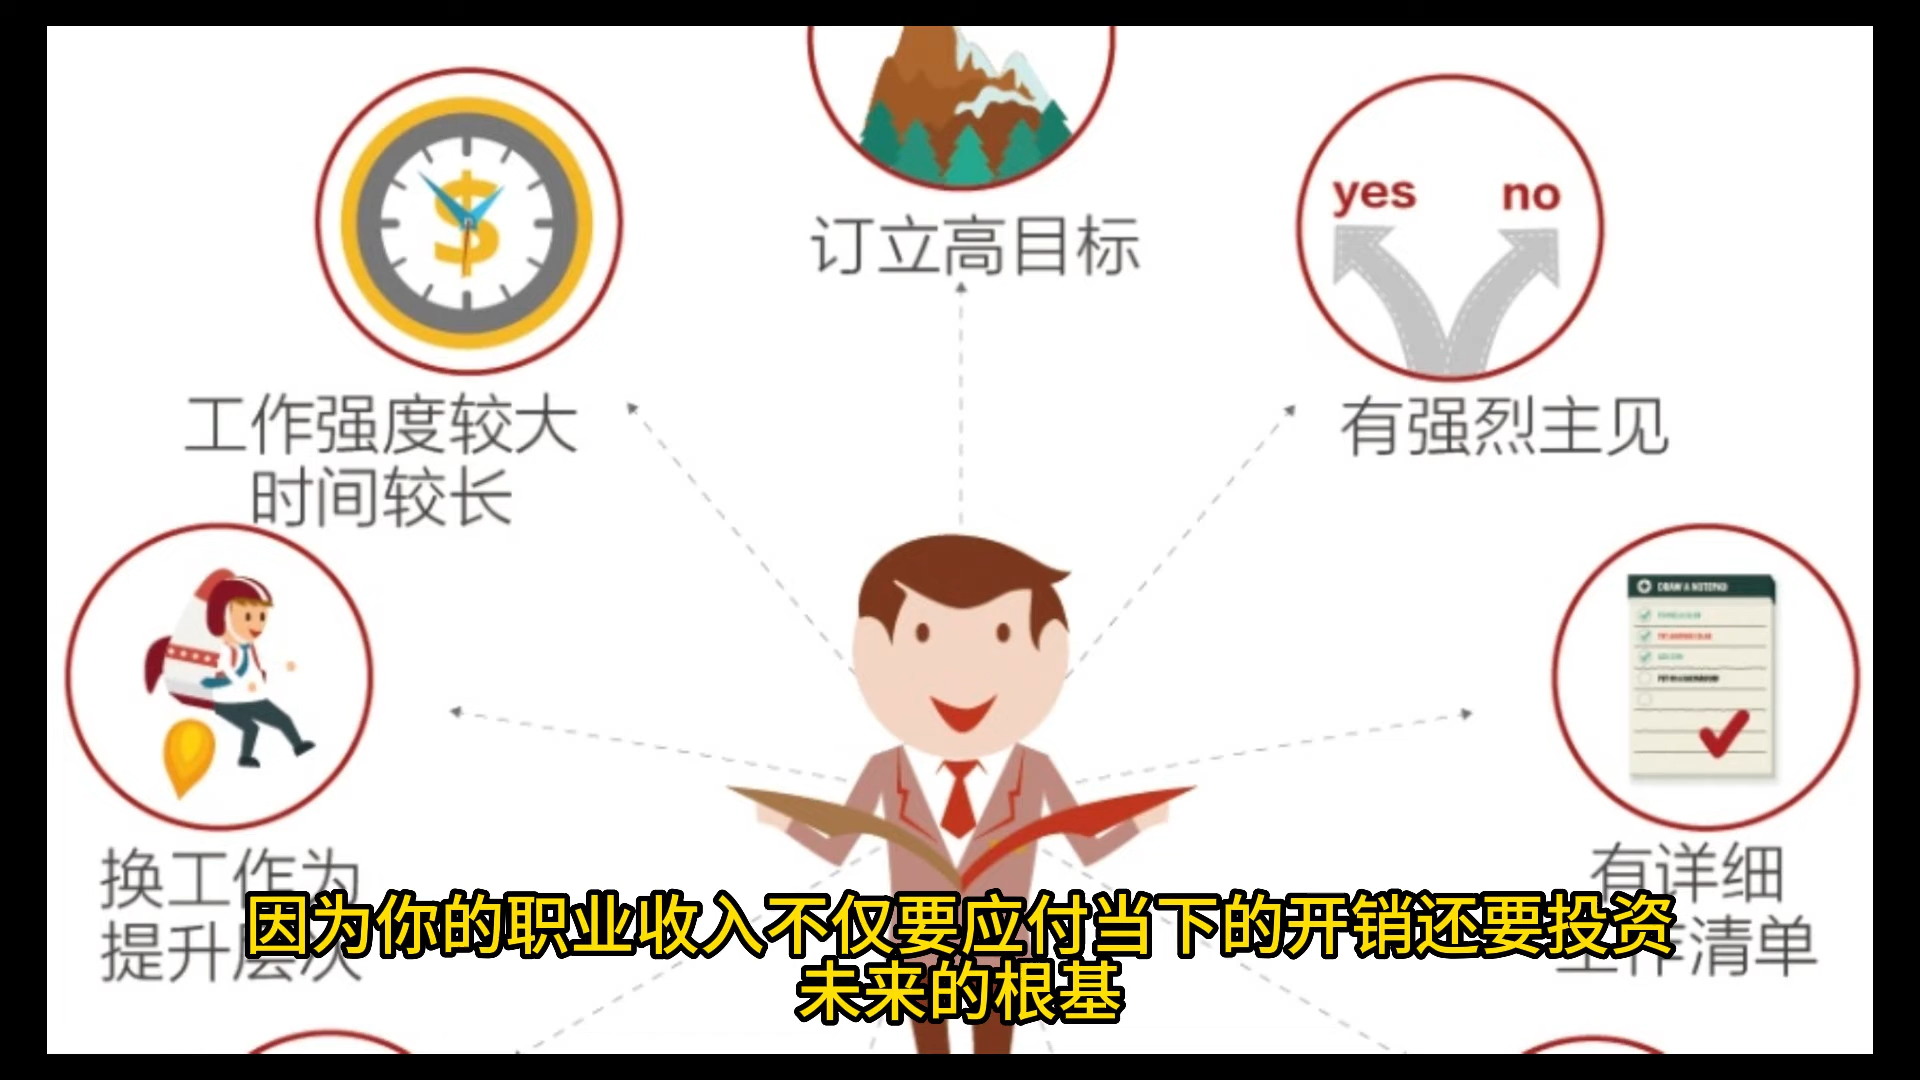 订立高目标
yes no
工作强度较大
时间较长
有强烈主见
DRAW A NOTEPAD
换工作为
提升层次
有详细
工作清单
因为你的职业收入不仅要应付当下的开销还要投资
未来的根基